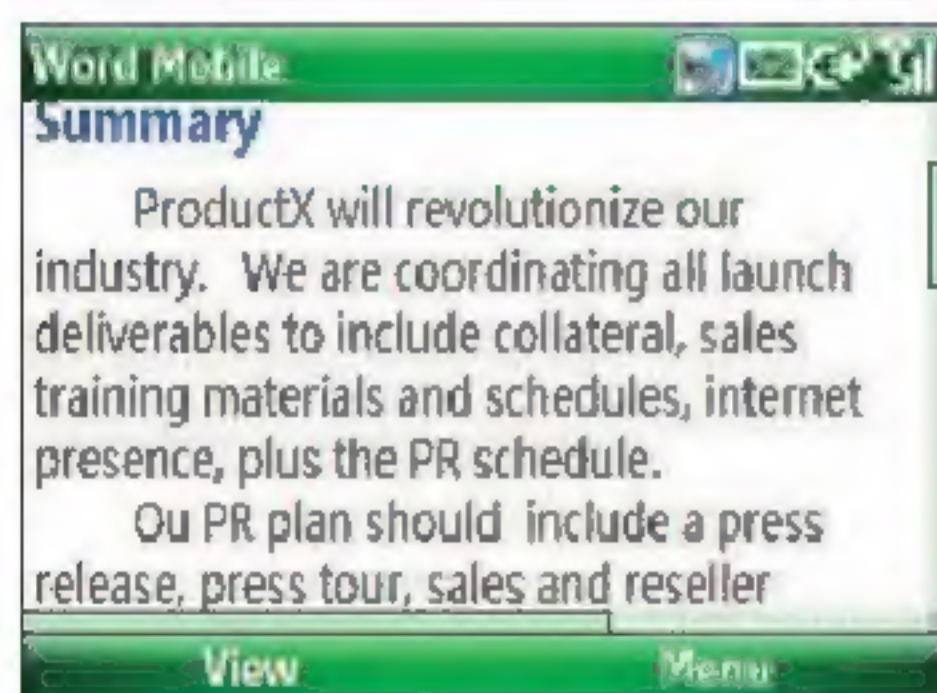 Word Mobile
Summary
ProductX will revolutionize our
industry. We are coordinating all launch
deliverables to include collateral, sales
training materials and schedules, internet
presence, plus the PR schedule.
Ou PR plan should include a press
release, press tour, sales and reseller
View Menu